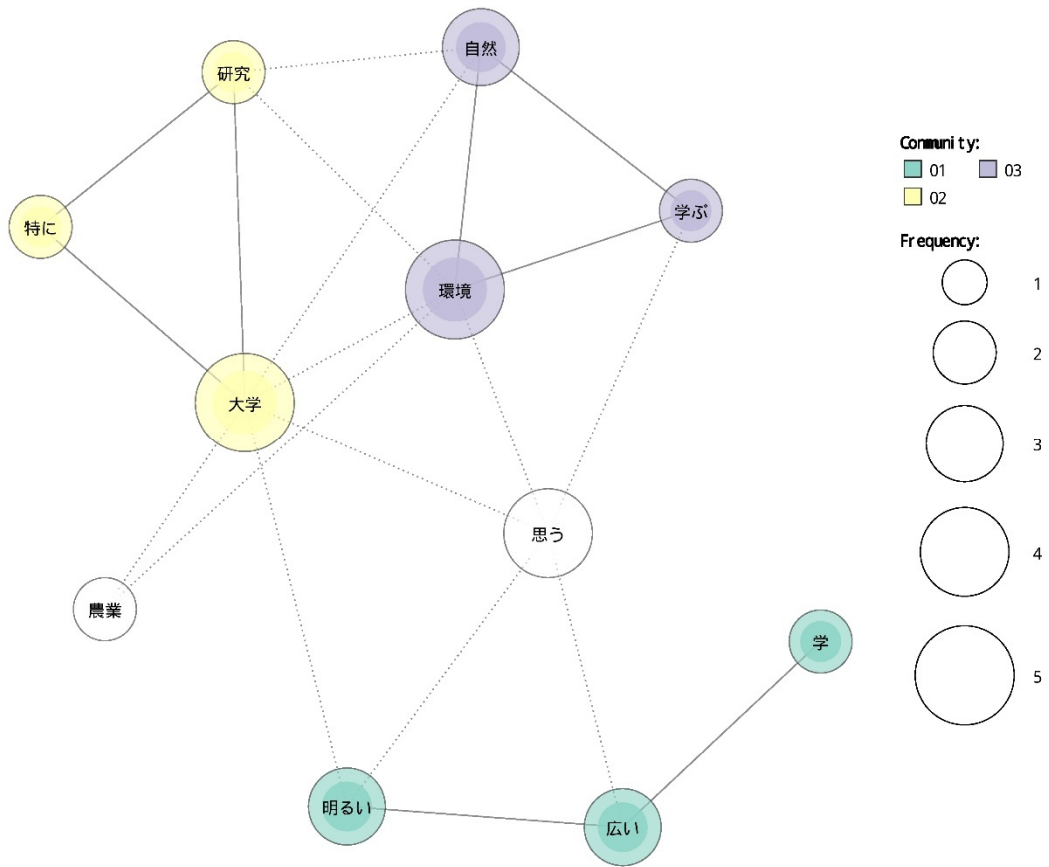 自然
研究
学ぶ
特に
環境
大学
思う
農業
学
明るい
広い
Community:
01 03
02
Frequency:
1
2
3
4
5